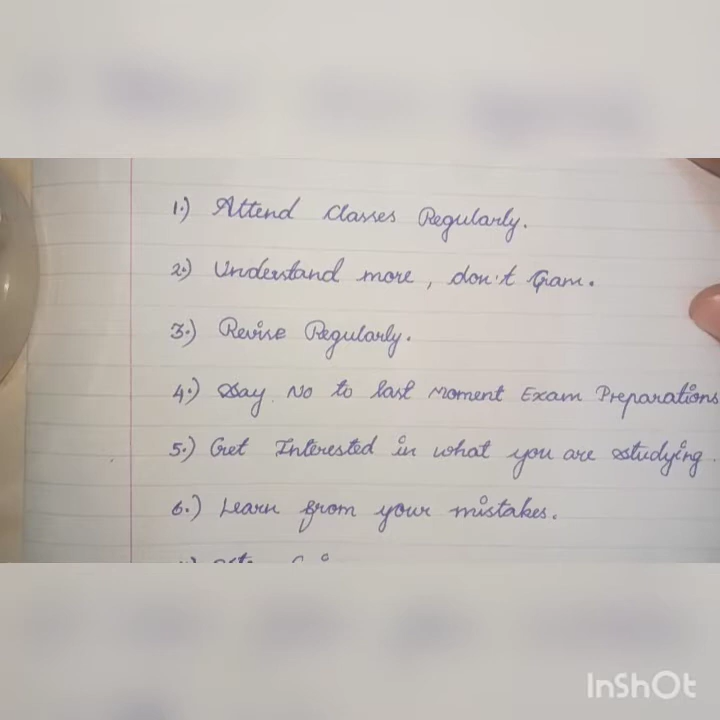 1.) Attend classes Regularly.
2.) Understand more, don't Cram.
3.) Revise Regularly.
4.) Say No to last moment Exam Preparations
5.) Get Interested in what you are studying.
6.) Learn from your mistakes.
InShOt